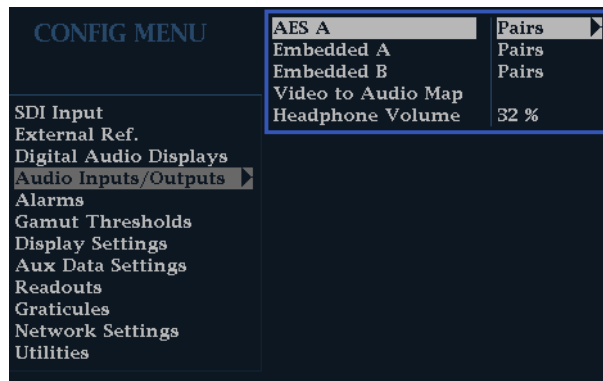 CONFIG MENU
SDI Input
External Ref.
Digital Audio Displays
Audio Inputs/Outputs
Alarms
Gamut Thresholds
Display Settings
Aux Data Settings
Readouts
Graticules
Network Settings
Utilities
AES A Pairs
Embedded A Pairs
Embedded B Pairs
Video to Audio Map
Headphone Volume 32 %